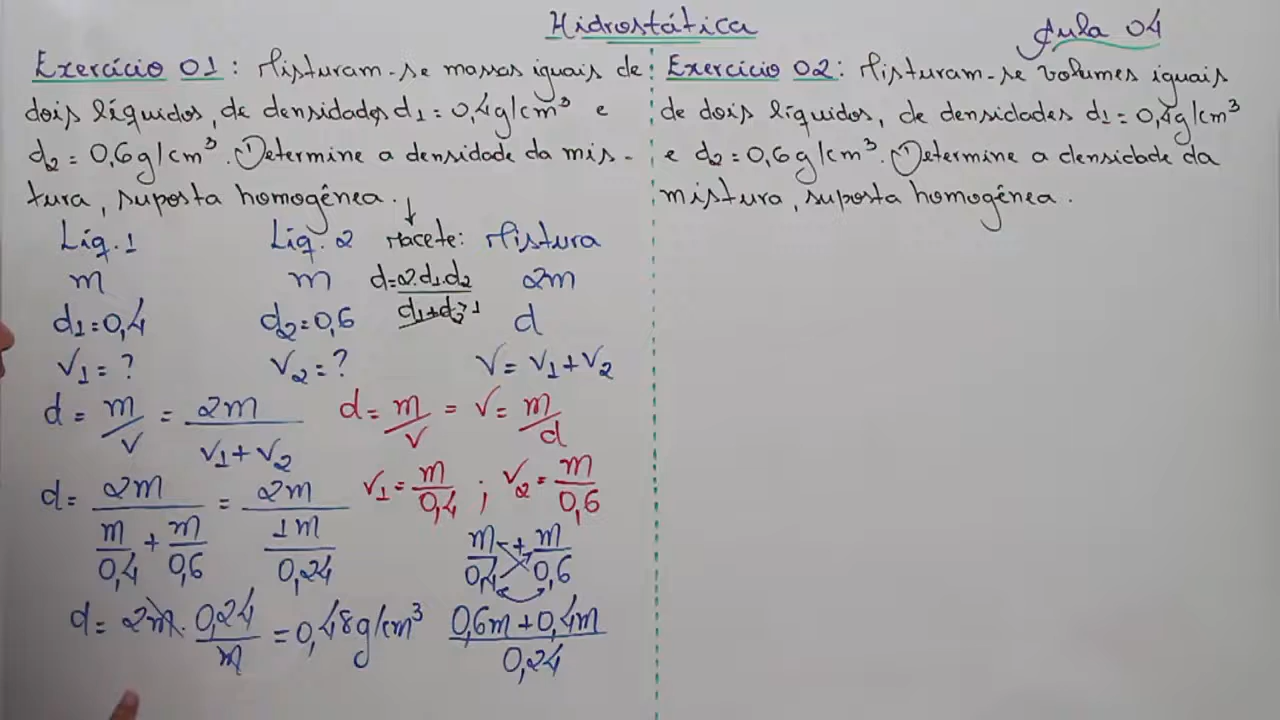 Hidrostática
Aula 04
Exercício 01: Misturam-se massas iguais de
dois líquidos, de densidades d1=0,4g/cm³ e
d2=0,6g/cm³. Determine a densidade da mis-
tura, suposta homogênea.
Líq.1 Líq.2 Macete: Mistura
m m d=2.d1.d2/d1+d2 2m
d1=0,4 d2=0,6 d
V1=? V2=? V=V1+V2
d=m/V=2m/V1+V2 d=m/V=V=m/d
d=2m/m/0,4+m/0,6=2m/1m/0,24 V1=m/0,4; V2=m/0,6
m/0,4+m/0,6
d=2m.0,24/m=0,48g/cm³ 0,6m+0,4m/0,24
Exercício 02: Misturam-se volumes iguais
de dois líquidos, de densidades d1=0,4g/cm³
e d2=0,6g/cm³. Determine a densidade da
mistura, suposta homogênea.